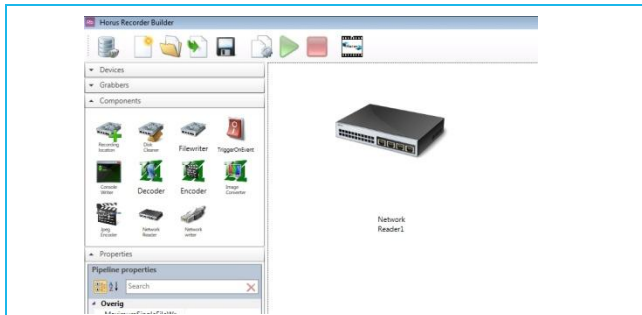 Horus Recorder Builder
Devices
Grabbers
Components
Recording location
Disk Cleaner
Filewriter
TriggerOnEvent
Console Writer
Decoder
Encoder
Image Converter
Jpeg Encoder
Network Reader
Network writer
Network
Reader1
Properties
Pipeline properties
Search
Overig